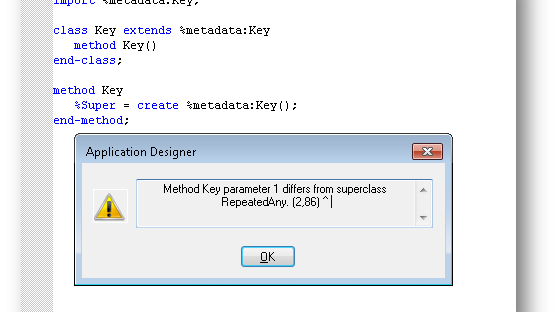 import %metadata:Key;
class Key extends %metadata:Key
method Key()
end-class;
method Key
%Super = create %metadata:Key();
end-method;
Application Designer
Method Key parameter 1 differs from superclass
RepeatedAny. (2,86) ^
OK